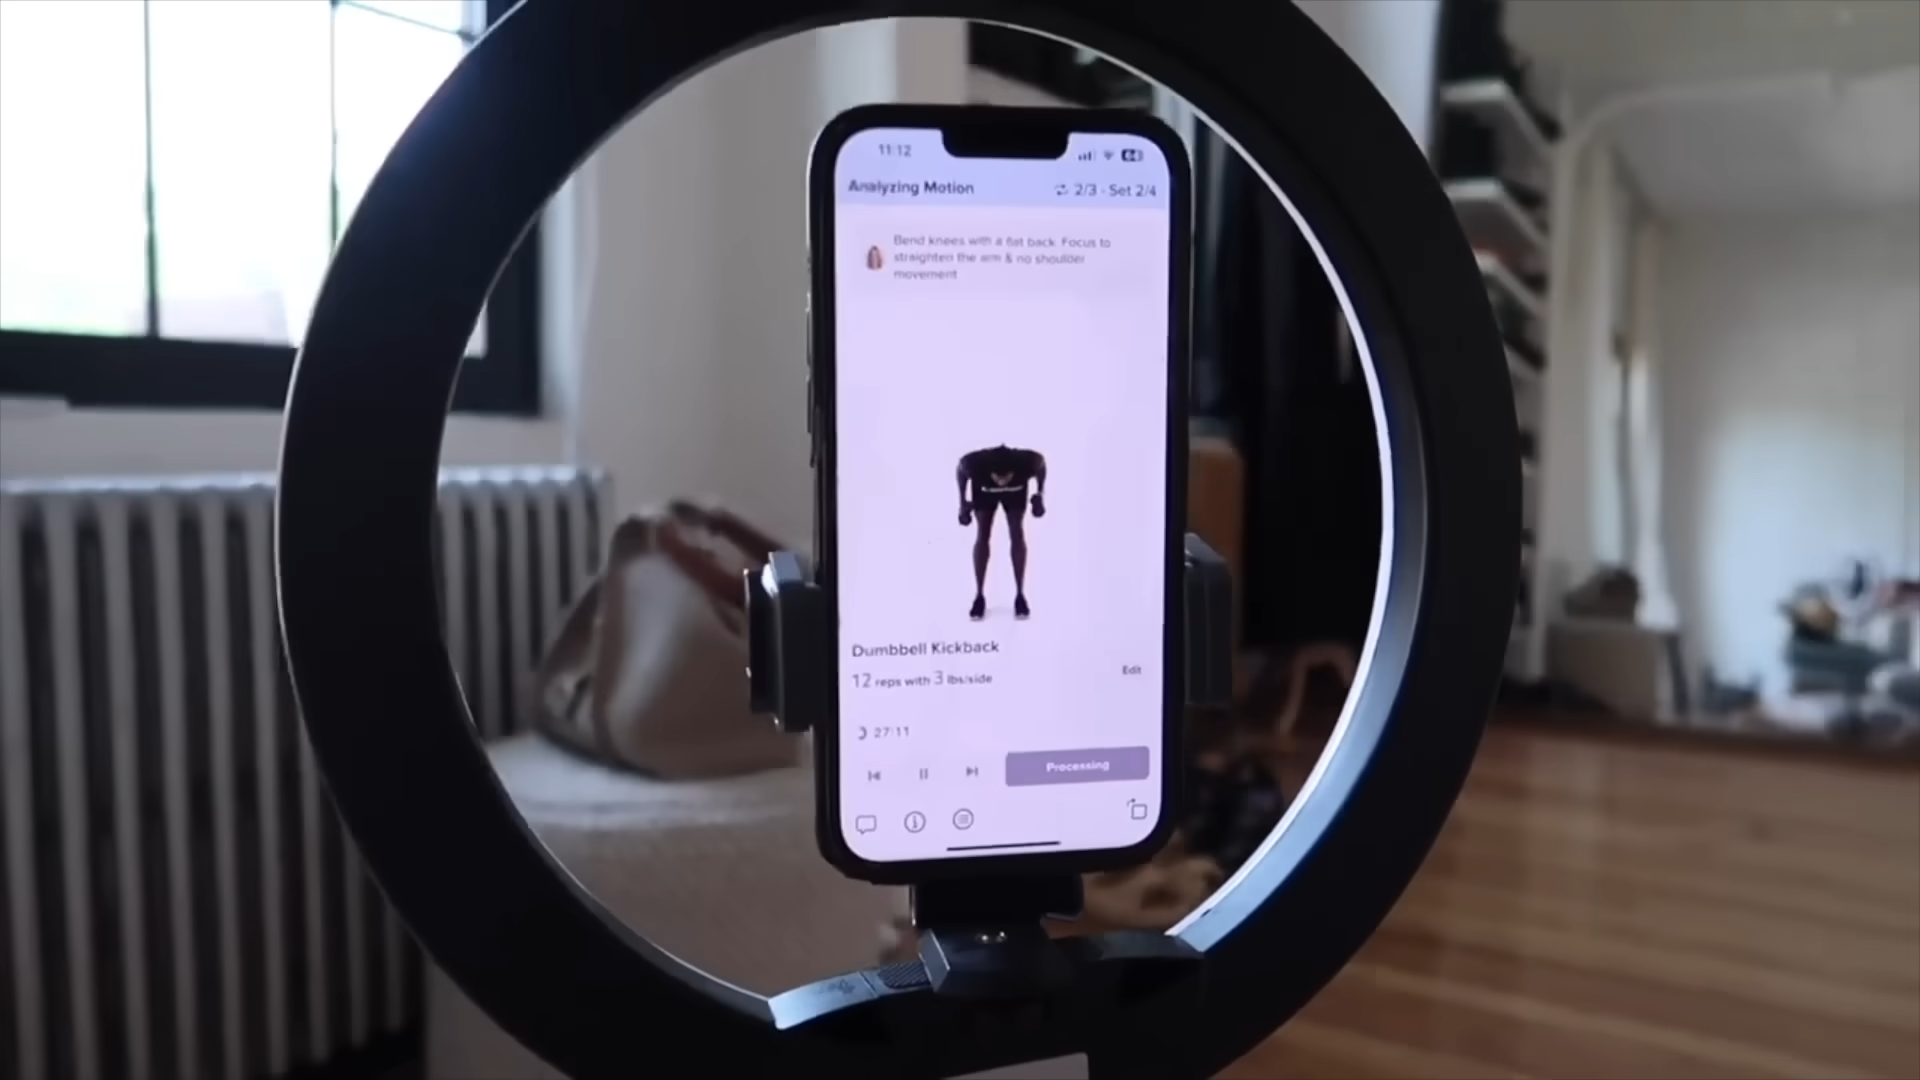 11:12
64
Analyzing Motion
2/3 - Set 2/4
Bend knees with a flat back. Focus to
straighten the arm & no shoulder
movement
Dumbbell Kickback
12 reps with 3 lbs/side
Edit
27:11
Processing